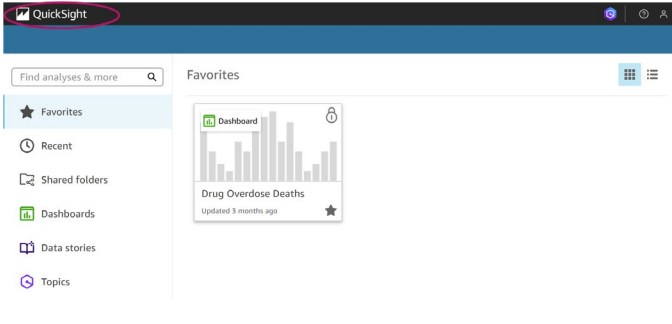 QuickSight
Find analyses & more
Favorites
Favorites
Recent
Shared folders
Dashboards
Data stories
Topics
Dashboard
Drug Overdose Deaths
Updated 3 months ago